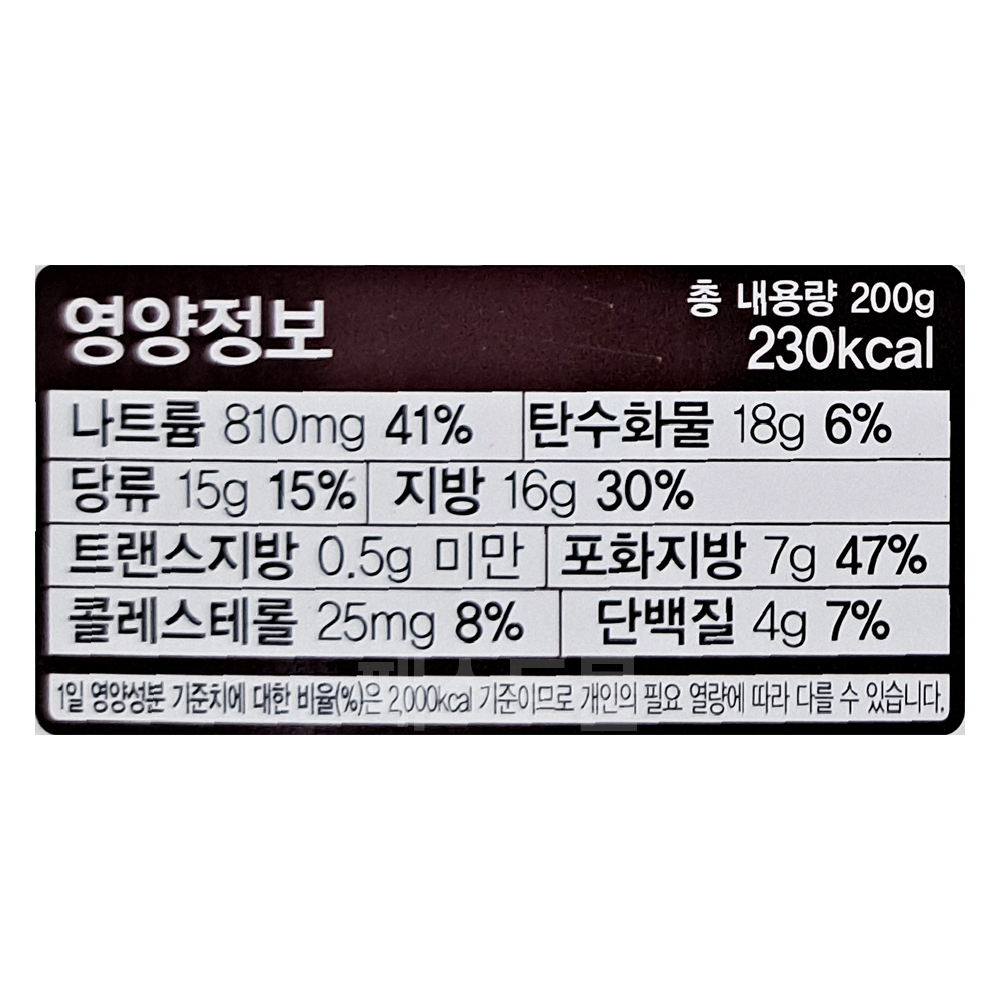 영양정보
총 내용량 200g
230kcal
나트륨 810mg 41% 탄수화물 18g 6%
당류 15g 15% 지방 16g 30%
트랜스지방 0.5g 미만 포화지방 7g 47%
콜레스테롤 25mg 8% 단백질 4g 7%
1일 영양성분 기준치에 대한 비율(%)은 2,000kcal 기준이므로 개인의 필요 열량에 따라 다를 수 있습니다.